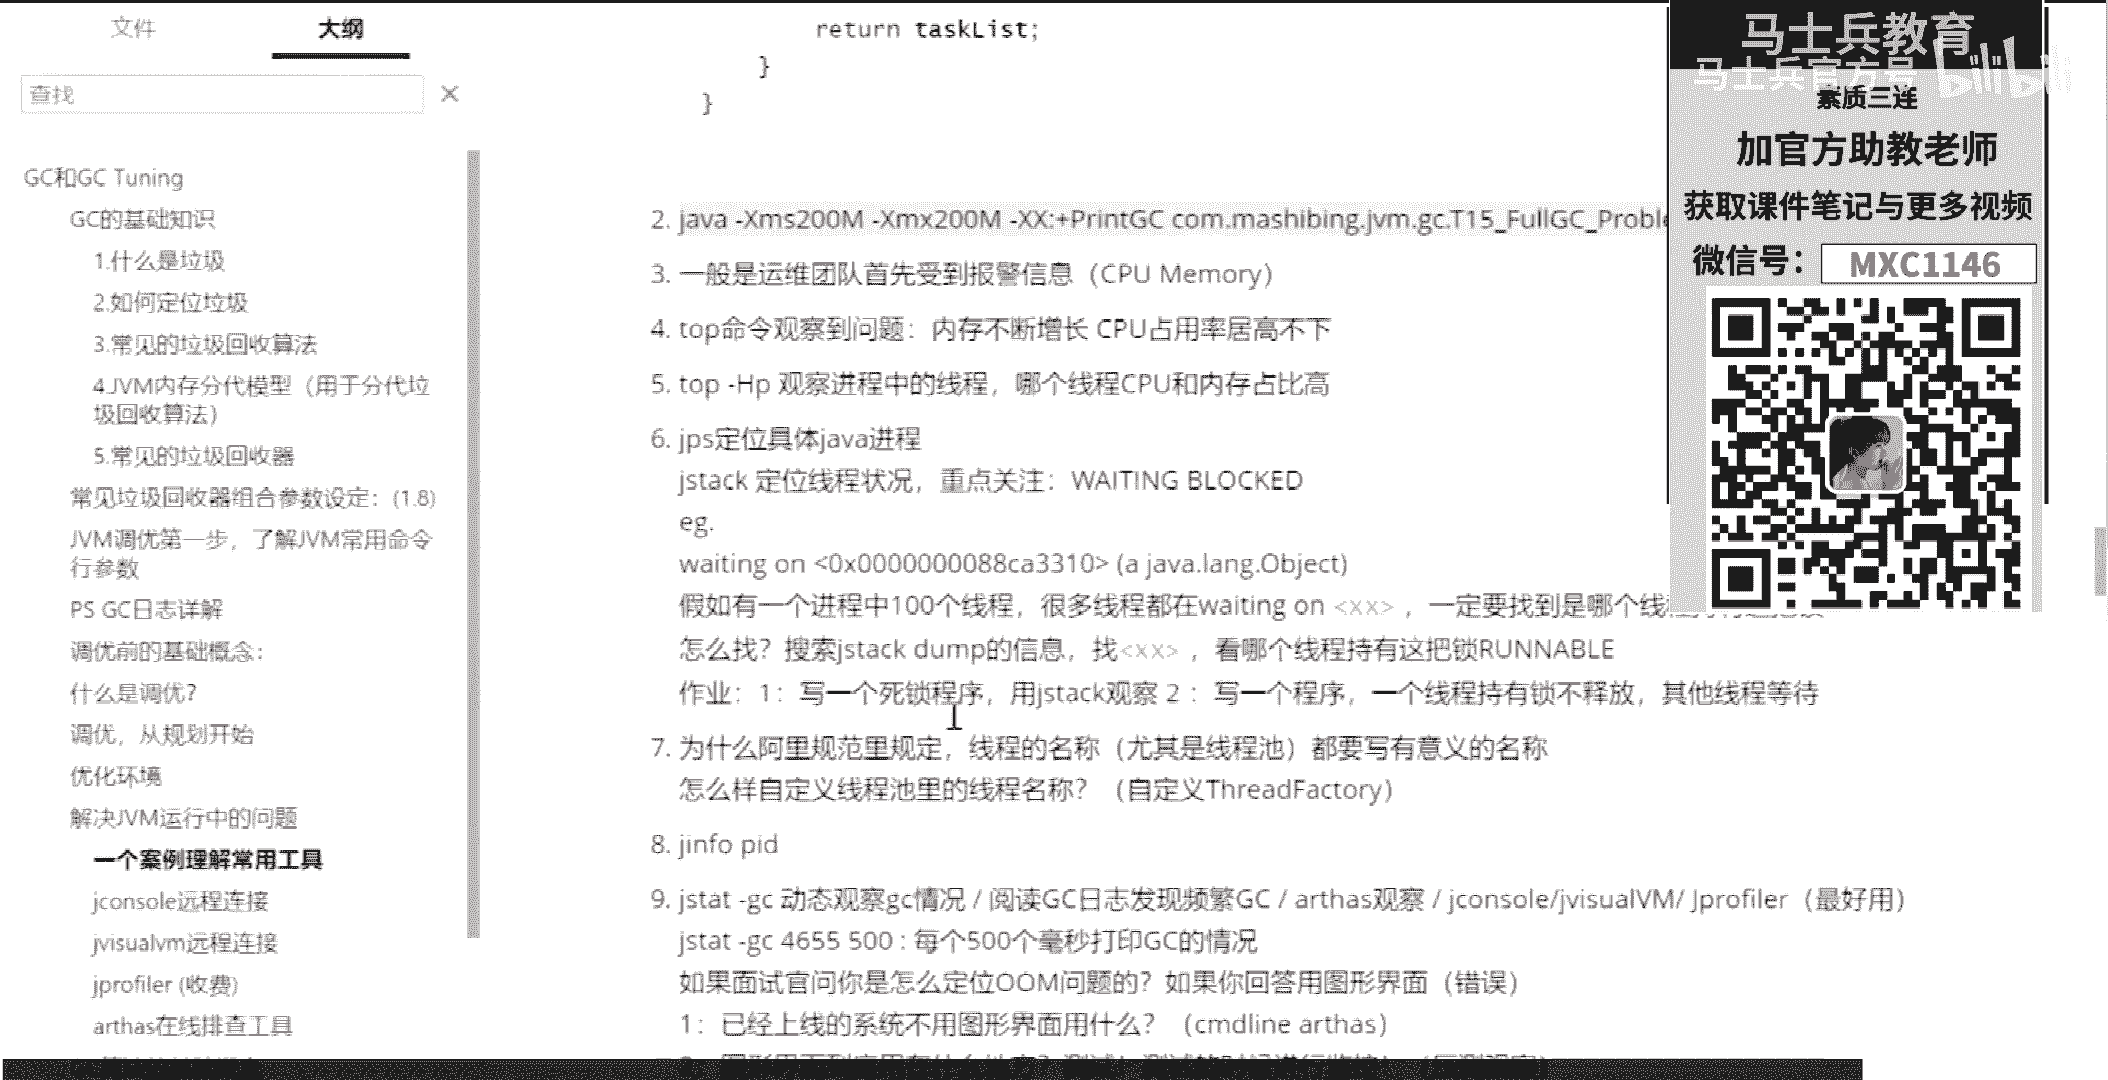 文件
大纲
查找
GC和GC Tuning
GC的基础知识
1.什么是垃圾
2.如何定位垃圾
3.常见的垃圾回收算法
4.JVM内存分代模型（用于分代垃
圾回收算法）
5.常见的垃圾回收器
常见垃圾回收器组合参数设定：(1.8)
JVM调优第一步，了解JVM常用命令
行参数
PS GC日志详解
调优前的基础概念：
什么是调优？
调优，从规划开始
优化环境
解决JVM运行中的问题
一个案例理解常用工具
jconsole远程连接
jvisualvm远程连接
jprofiler (收费)
arthas在线排查工具
return taskList;
}
}
2. java -Xms200M -Xmx200M -XX:+PrintGC com.mashibing.jvm.gc.T15_FullGC_Proble
3. 一般是运维团队首先受到报警信息（CPU Memory）
4. top命令观察到问题：内存不断增长 CPU占用率居高不下
5. top -Hp 观察进程中的线程，哪个线程CPU和内存占比高
6. jps定位具体java进程
jstack 定位线程状况，重点关注：WAITING BLOCKED
eg.
waiting on <0x0000000088ca3310> (a java.lang.Object)
假如有一个进程中100个线程，很多线程都在waiting on <xx> ，一定要找到是哪个线
怎么找？搜索jstack dump的信息，找<xx> ，看哪个线程持有这把锁RUNNABLE
作业：1：写一个死锁程序，用jstack观察 2 ：写一个程序，一个线程持有锁不释放，其他线程等待
7. 为什么阿里规范里规定，线程的名称（尤其是线程池）都要写有意义的名称
怎么样自定义线程池里的线程名称？（自定义ThreadFactory）
8. jinfo pid
9. jstat -gc 动态观察gc情况 / 阅读GC日志发现频繁GC / arthas观察 / jconsole/jvisualVM/ Jprofiler（最好用）
jstat -gc 4655 500 : 每个500个毫秒打印GC的情况
如果面试官问你是怎么定位OOM问题的？如果你回答用图形界面（错误）
1：已经上线的系统不用图形界面用什么？（cmdline arthas）
马士兵教育
马士兵官方号 bilibili
素质三连
加官方助教老师
获取课件笔记与更多视频
微信号：MXC1146